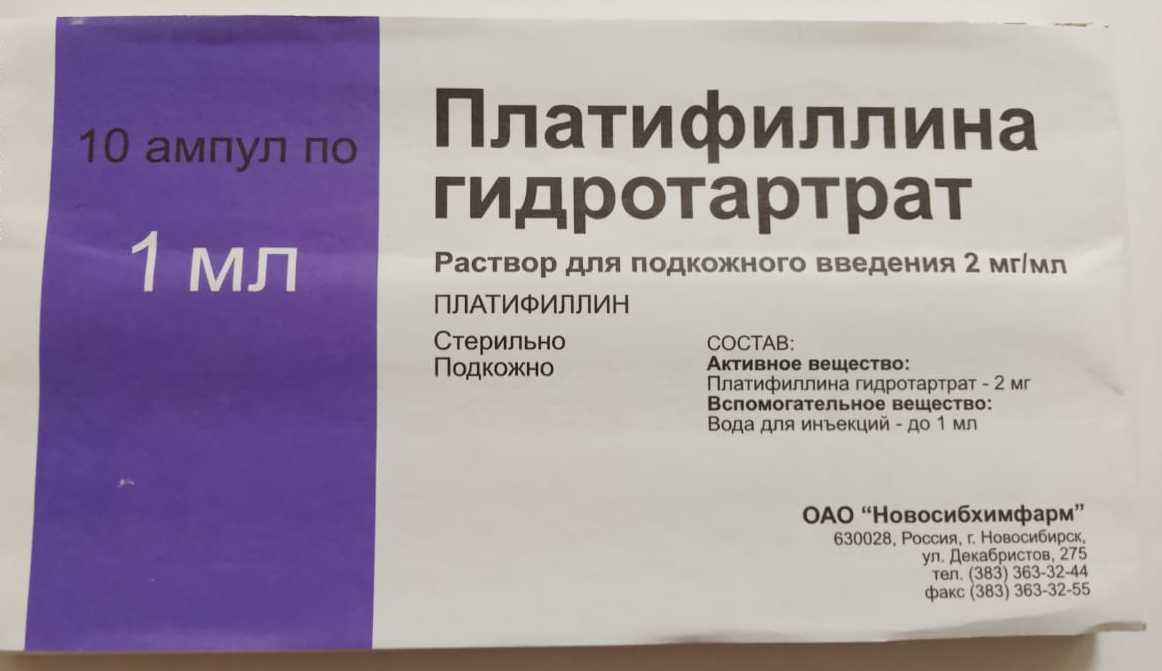 10 ампул по
1 мл
Платифиллина
гидротартрат
Раствор для подкожного введения 2 мг/мл
ПЛАТИФИЛЛИН
Стерильно
Подкожно
СОСТАВ:
Активное вещество:
Платифиллина гидротартрат - 2 мг
Вспомогательное вещество:
Вода для инъекций - до 1 мл
ОАО “Новосибхимфарм”
630028, Россия, г. Новосибирск,
ул. Декабристов, 275
тел. (383) 363-32-44
факс (383) 363-32-55